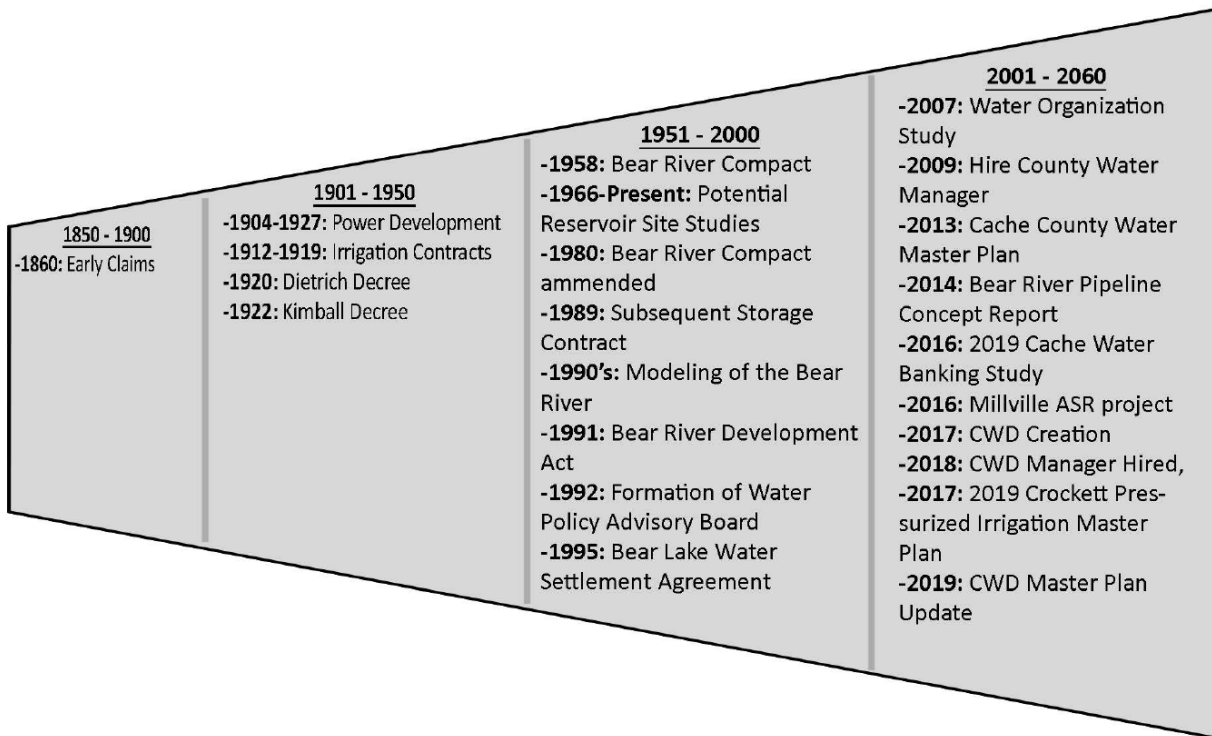 1850 - 1900
-1860: Early Claims
1901 - 1950
-1904-1927: Power Development
-1912-1919: Irrigation Contracts
-1920: Dietrich Decree
-1922: Kimball Decree
1951 - 2000
-1958: Bear River Compact
-1966-Present: Potential
Reservoir Site Studies
-1980: Bear River Compact
ammended
-1989: Subsequent Storage
Contract
-1990's: Modeling of the Bear
River
-1991: Bear River Development
Act
-1992: Formation of Water
Policy Advisory Board
-1995: Bear Lake Water
Settlement Agreement
2001 - 2060
-2007: Water Organization
Study
-2009: Hire County Water
Manager
-2013: Cache County Water
Master Plan
-2014: Bear River Pipeline
Concept Report
-2016: 2019 Cache Water
Banking Study
-2016: Millville ASR project
-2017: CWD Creation
-2018: CWD Manager Hired,
-2017: 2019 Crockett Pres-
surized Irrigation Master
Plan
-2019: CWD Master Plan
Update